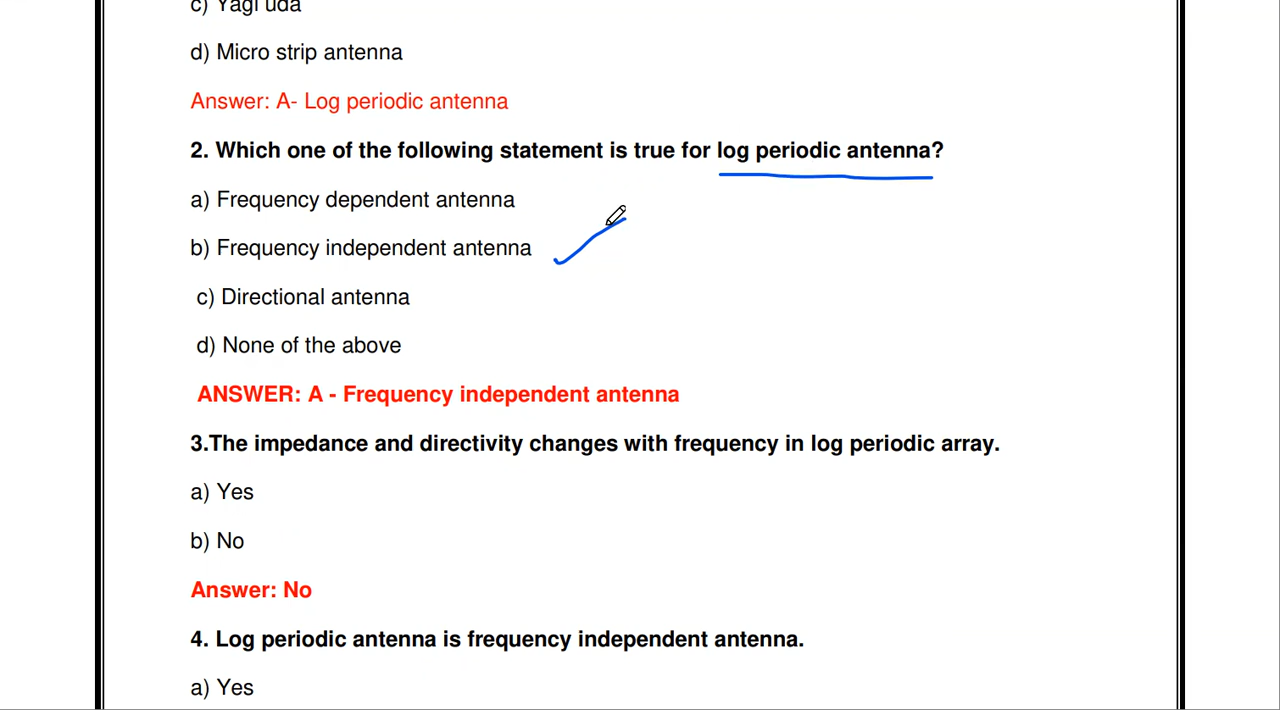 c) Yagi uda
d) Micro strip antenna
Answer: A- Log periodic antenna
2. Which one of the following statement is true for log periodic antenna?
a) Frequency dependent antenna
b) Frequency independent antenna
c) Directional antenna
d) None of the above
ANSWER: A - Frequency independent antenna
3.The impedance and directivity changes with frequency in log periodic array.
a) Yes
b) No
Answer: No
4. Log periodic antenna is frequency independent antenna.
a) Yes